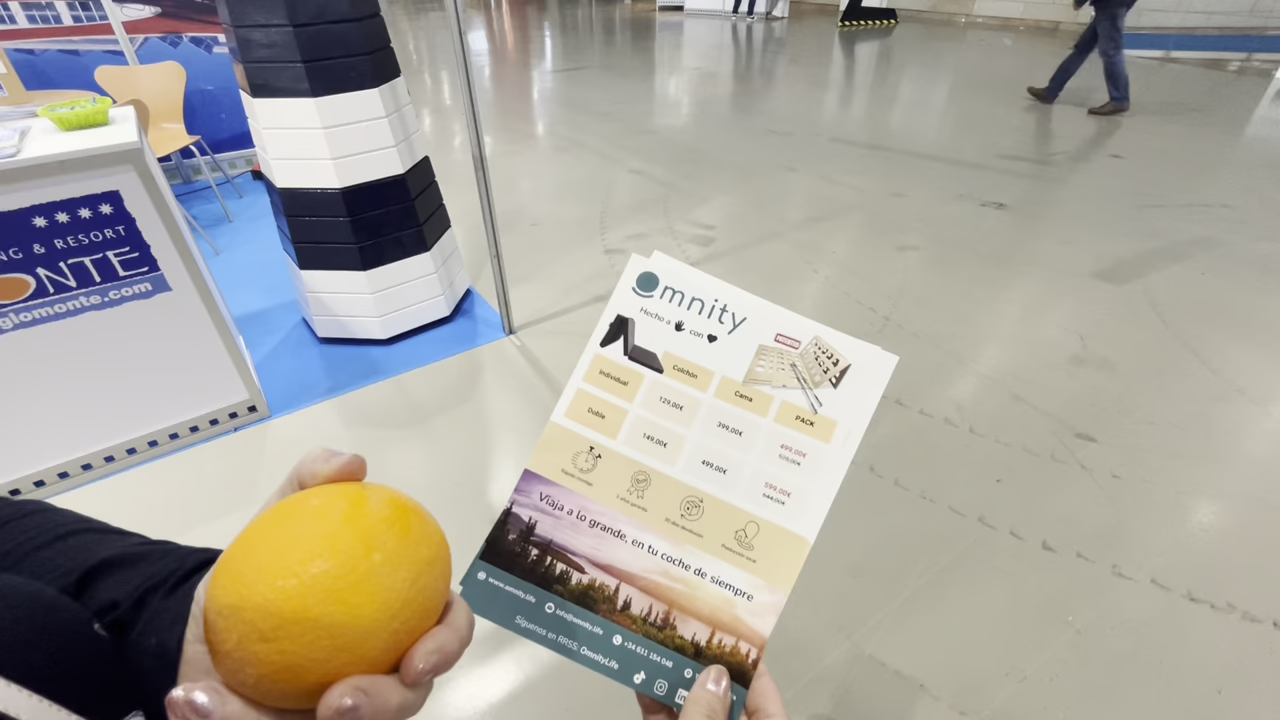 NG & RESORT
ONTE
giomonte.com
Omnity
Hecho a con
Colchón
Cama
PACK
Individual
129,00€
399,00€
499,00€
Doble
149,00€
499,00€
599,00€
Viaja a lo grande, en tu coche de siempre
www.omnity.life
info@omnity.life
+34 611 154 048
Síguenos en RRSS: OmnityLife